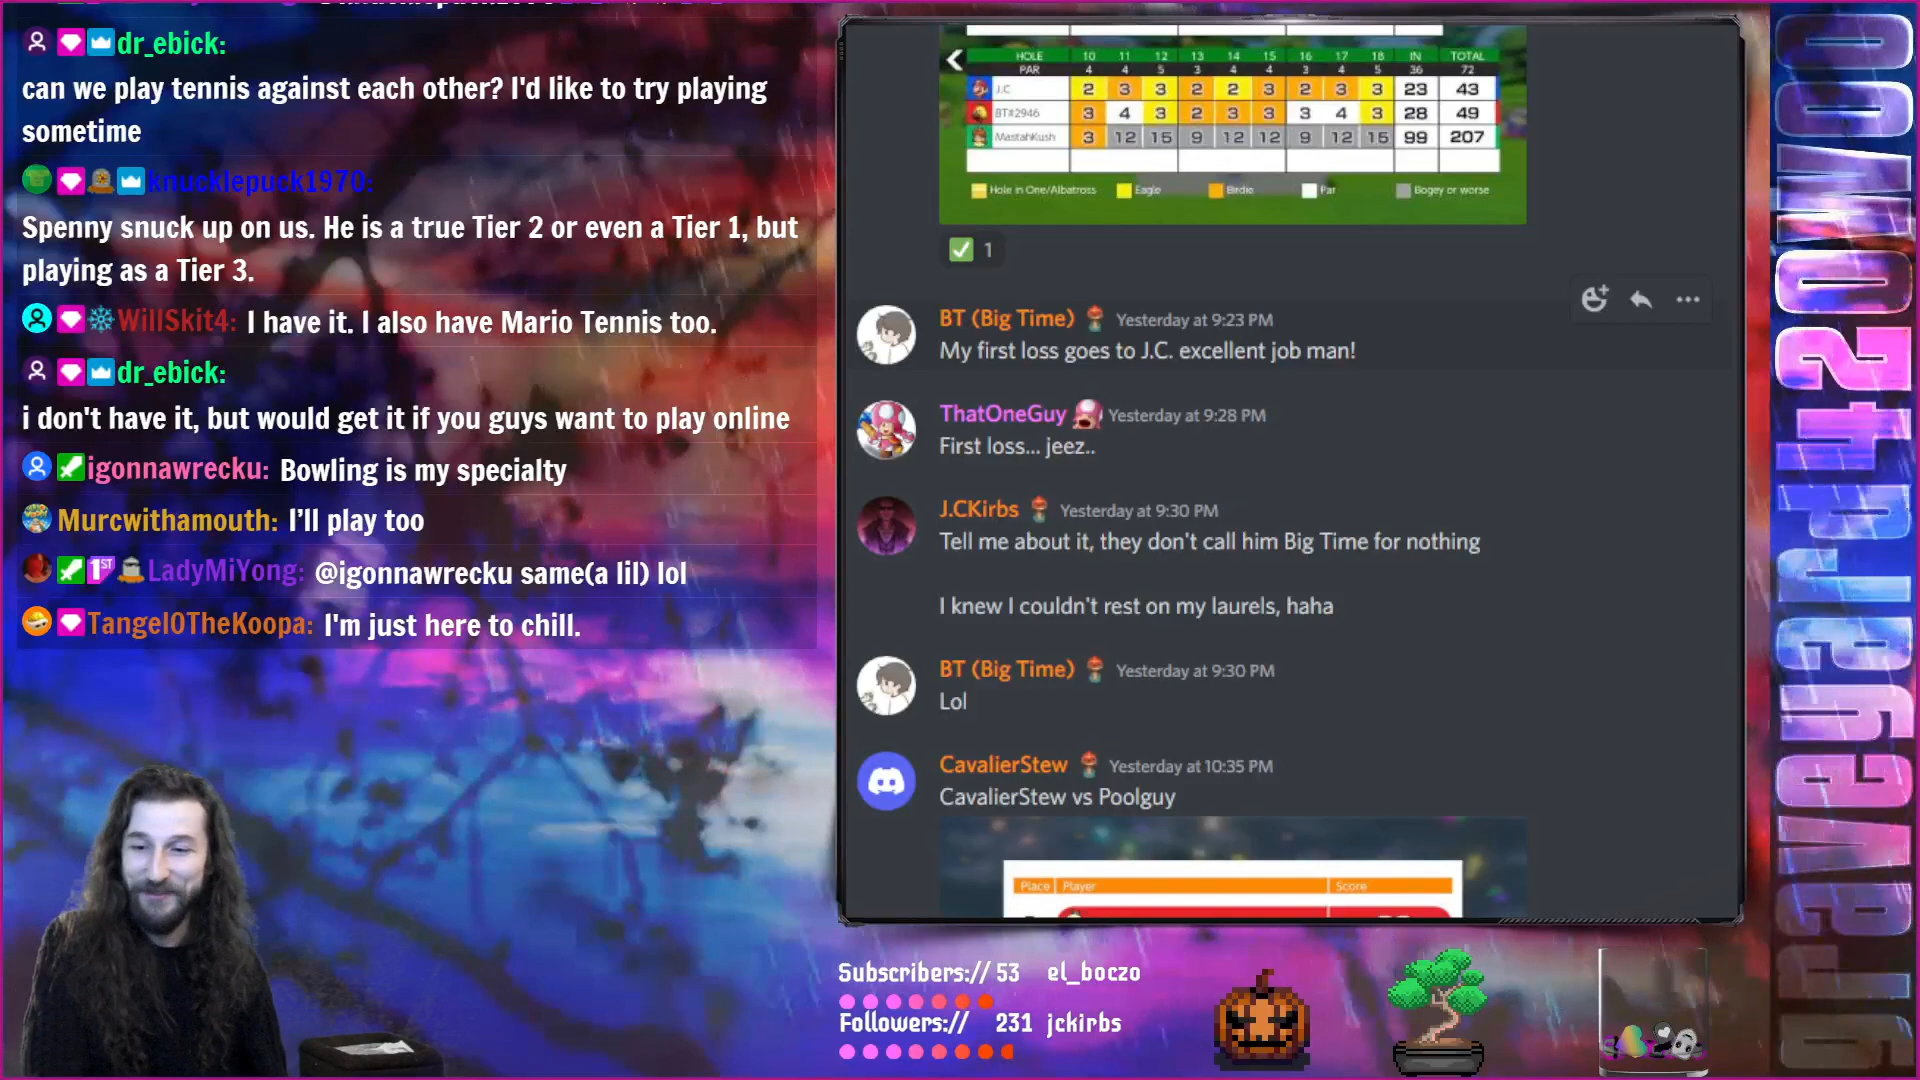 dr_ebick:
can we play tennis against each other? I'd like to try playing
sometime
knucklepuck1970:
Spenny snuck up on us. He is a true Tier 2 or even a Tier 1, but
playing as a Tier 3.
WillSkit4: I have it. I also have Mario Tennis too.
dr_ebick:
i don't have it, but would get it if you guys want to play online
igonnawrecku: Bowling is my specialty
Murcwithamouth: I’ll play too
1ST LadyMiYong: @igonnawrecku same(a lil) lol
TangelOTheKoopa: I'm just here to chill.
HOLE 10 11 12 13 14 15 16 17 18 IN TOTAL
PAR 4 4 5 3 4 4 3 4 5 36 72
J.C 2 3 3 2 2 3 2 3 3 23 43
BT#2946 3 4 3 2 3 3 3 4 3 28 49
MastahKush 3 12 15 9 12 12 9 12 15 99 207
Hole in One/Albatross Eagle Birdie Par Bogey or worse
1
BT (Big Time) Yesterday at 9:23 PM
My first loss goes to J.C. excellent job man!
ThatOneGuy Yesterday at 9:28 PM
First loss... jeez..
J.CKirbs Yesterday at 9:30 PM
Tell me about it, they don't call him Big Time for nothing
I knew I couldn't rest on my laurels, haha
BT (Big Time) Yesterday at 9:30 PM
Lol
CavalierStew Yesterday at 10:35 PM
CavalierStew vs Poolguy
Place Player Score
Subscribers:// 53 el_boczo
Followers:// 231 jckirbs